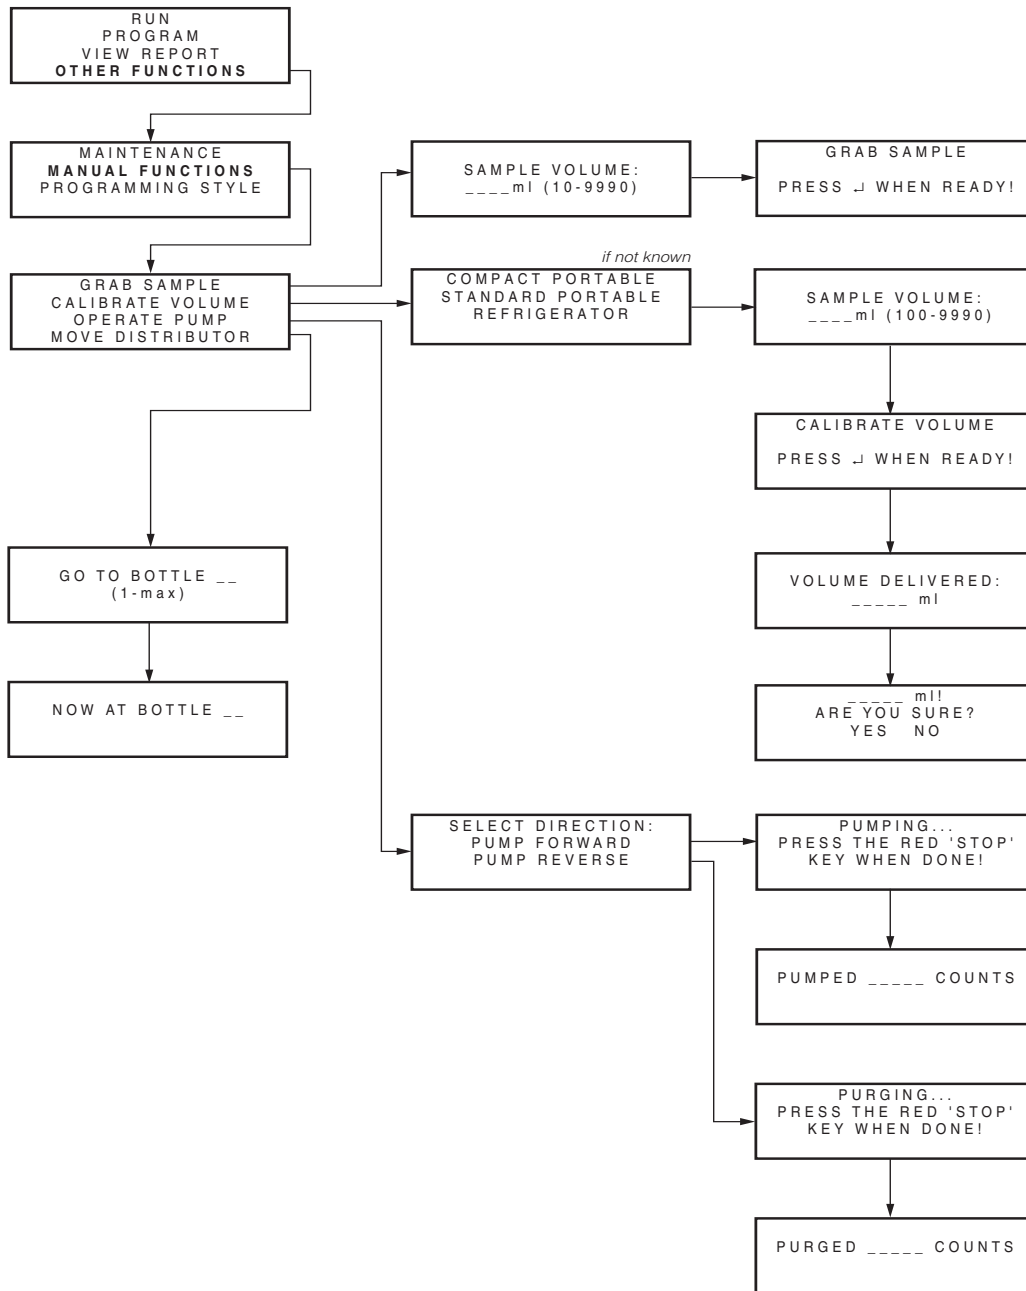 RUN
PROGRAM
VIEW REPORT
OTHER FUNCTIONS
MAINTENANCE
MANUAL FUNCTIONS
PROGRAMMING STYLE
GRAB SAMPLE
CALIBRATE VOLUME
OPERATE PUMP
MOVE DISTRIBUTOR
SAMPLE VOLUME:
____ml (10-9990)
GRAB SAMPLE
PRESS ↵ WHEN READY!
if not known
COMPACT PORTABLE
STANDARD PORTABLE
REFRIGERATOR
SAMPLE VOLUME:
____ml (100-9990)
CALIBRATE VOLUME
PRESS ↵ WHEN READY!
VOLUME DELIVERED:
_____ ml
_____ ml!
ARE YOU SURE?
YES NO
GO TO BOTTLE __
(1-max)
NOW AT BOTTLE __
SELECT DIRECTION:
PUMP FORWARD
PUMP REVERSE
PUMPING...
PRESS THE RED 'STOP'
KEY WHEN DONE!
PUMPED _____ COUNTS
PURGING...
PRESS THE RED 'STOP'
KEY WHEN DONE!
PURGED _____ COUNTS